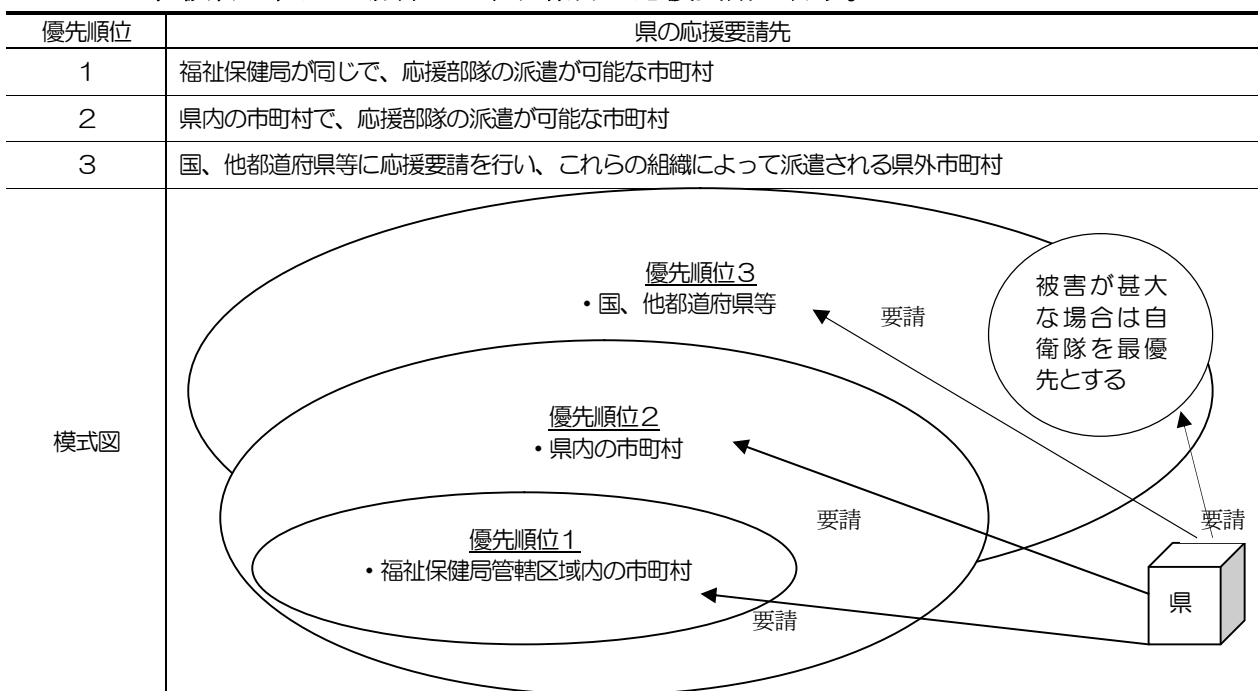 優先順位 県の応援要請先
1 福祉保健局が同じで、応援部隊の派遣が可能な市町村
2 県内の市町村で、応援部隊の派遣が可能な市町村
3 国、他都道府県等に応援要請を行い、これらの組織によって派遣される県外市町村
模式図
優先順位3
・国、他都道府県等
要請
被害が甚大
な場合は自
衛隊を最優
先とする
優先順位2
・県内の市町村
要請
要請
優先順位1
・福祉保健局管轄区域内の市町村
要請
県